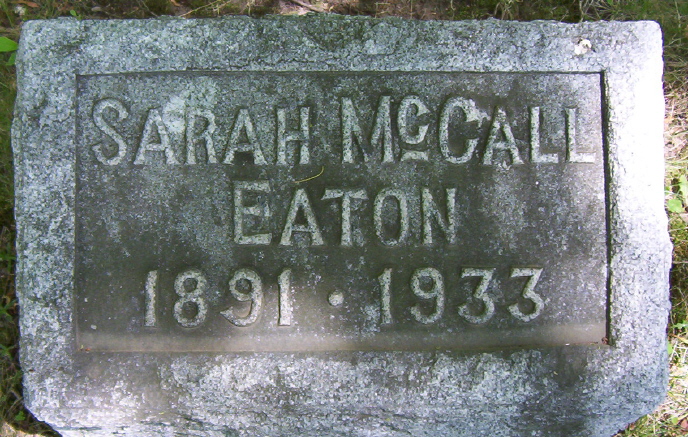 SARAH McCALL
EATON
1891 · 1933